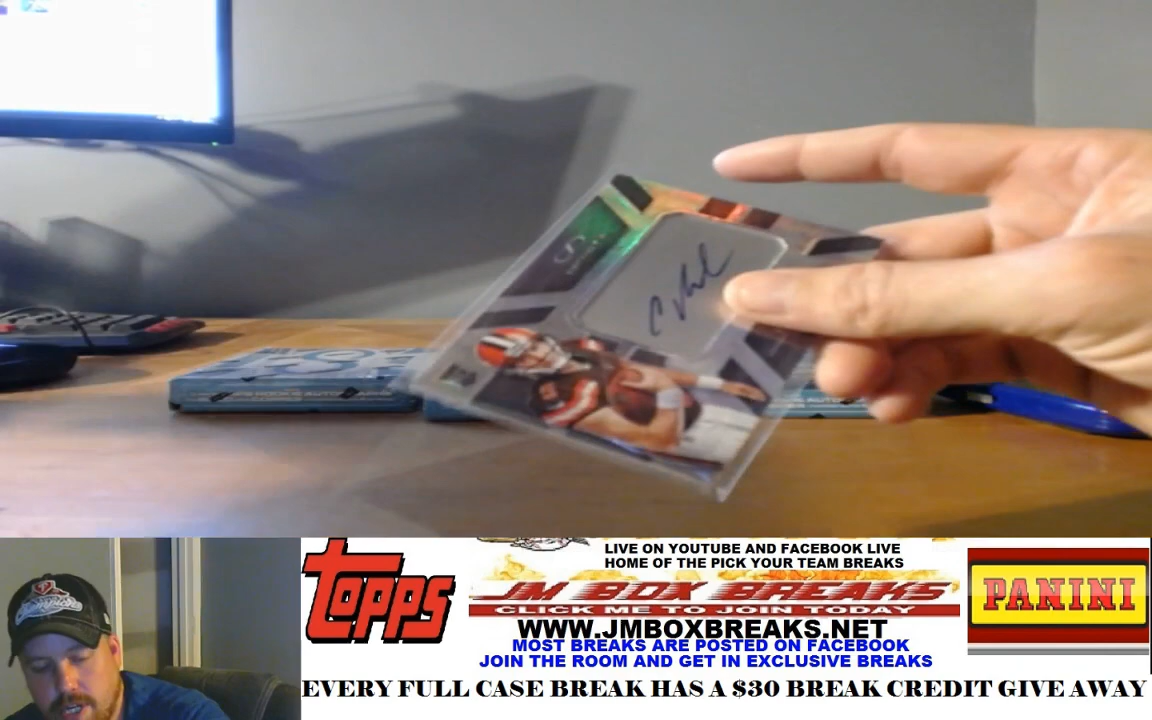 TOPPS
LIVE ON YOUTUBE AND FACEBOOK LIVE
HOME OF THE PICK YOUR TEAM BREAKS
JM BOX BREAKS
CLICK ME TO JOIN TODAY
WWW.JMBOXBREAKS.NET
MOST BREAKS ARE POSTED ON FACEBOOK
JOIN THE ROOM AND GET IN EXCLUSIVE BREAKS
PANINI
EVERY FULL CASE BREAK HAS A $30 BREAK CREDIT GIVE AWAY